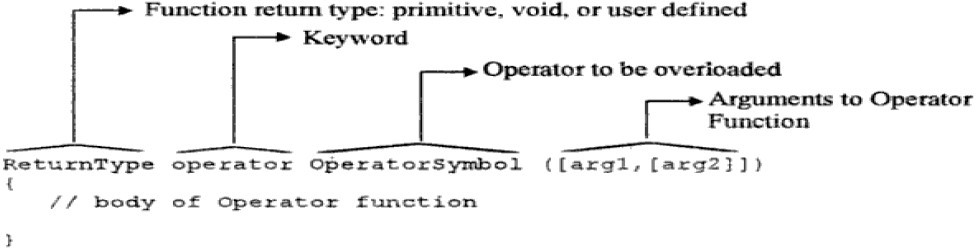 Function return type: primitive, void, or user defined
Keyword
Operator to be overloaded
Arguments to Operator
Function
ReturnType operator OperatorSymbol ([arg1,[arg2}]])
{
// body of Operator function
}